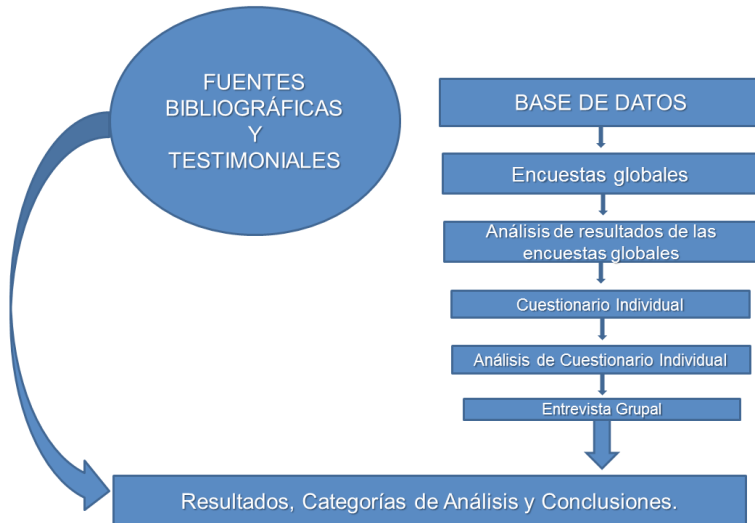 FUENTES
BIBLIOGRÁFICAS
Y
TESTIMONIALES
BASE DE DATOS
Encuestas globales
Análisis de resultados de las
encuestas globales
Cuestionario Individual
Análisis de Cuestionario Individual
Entrevista Grupal
Resultados, Categorías de Análisis y Conclusiones.